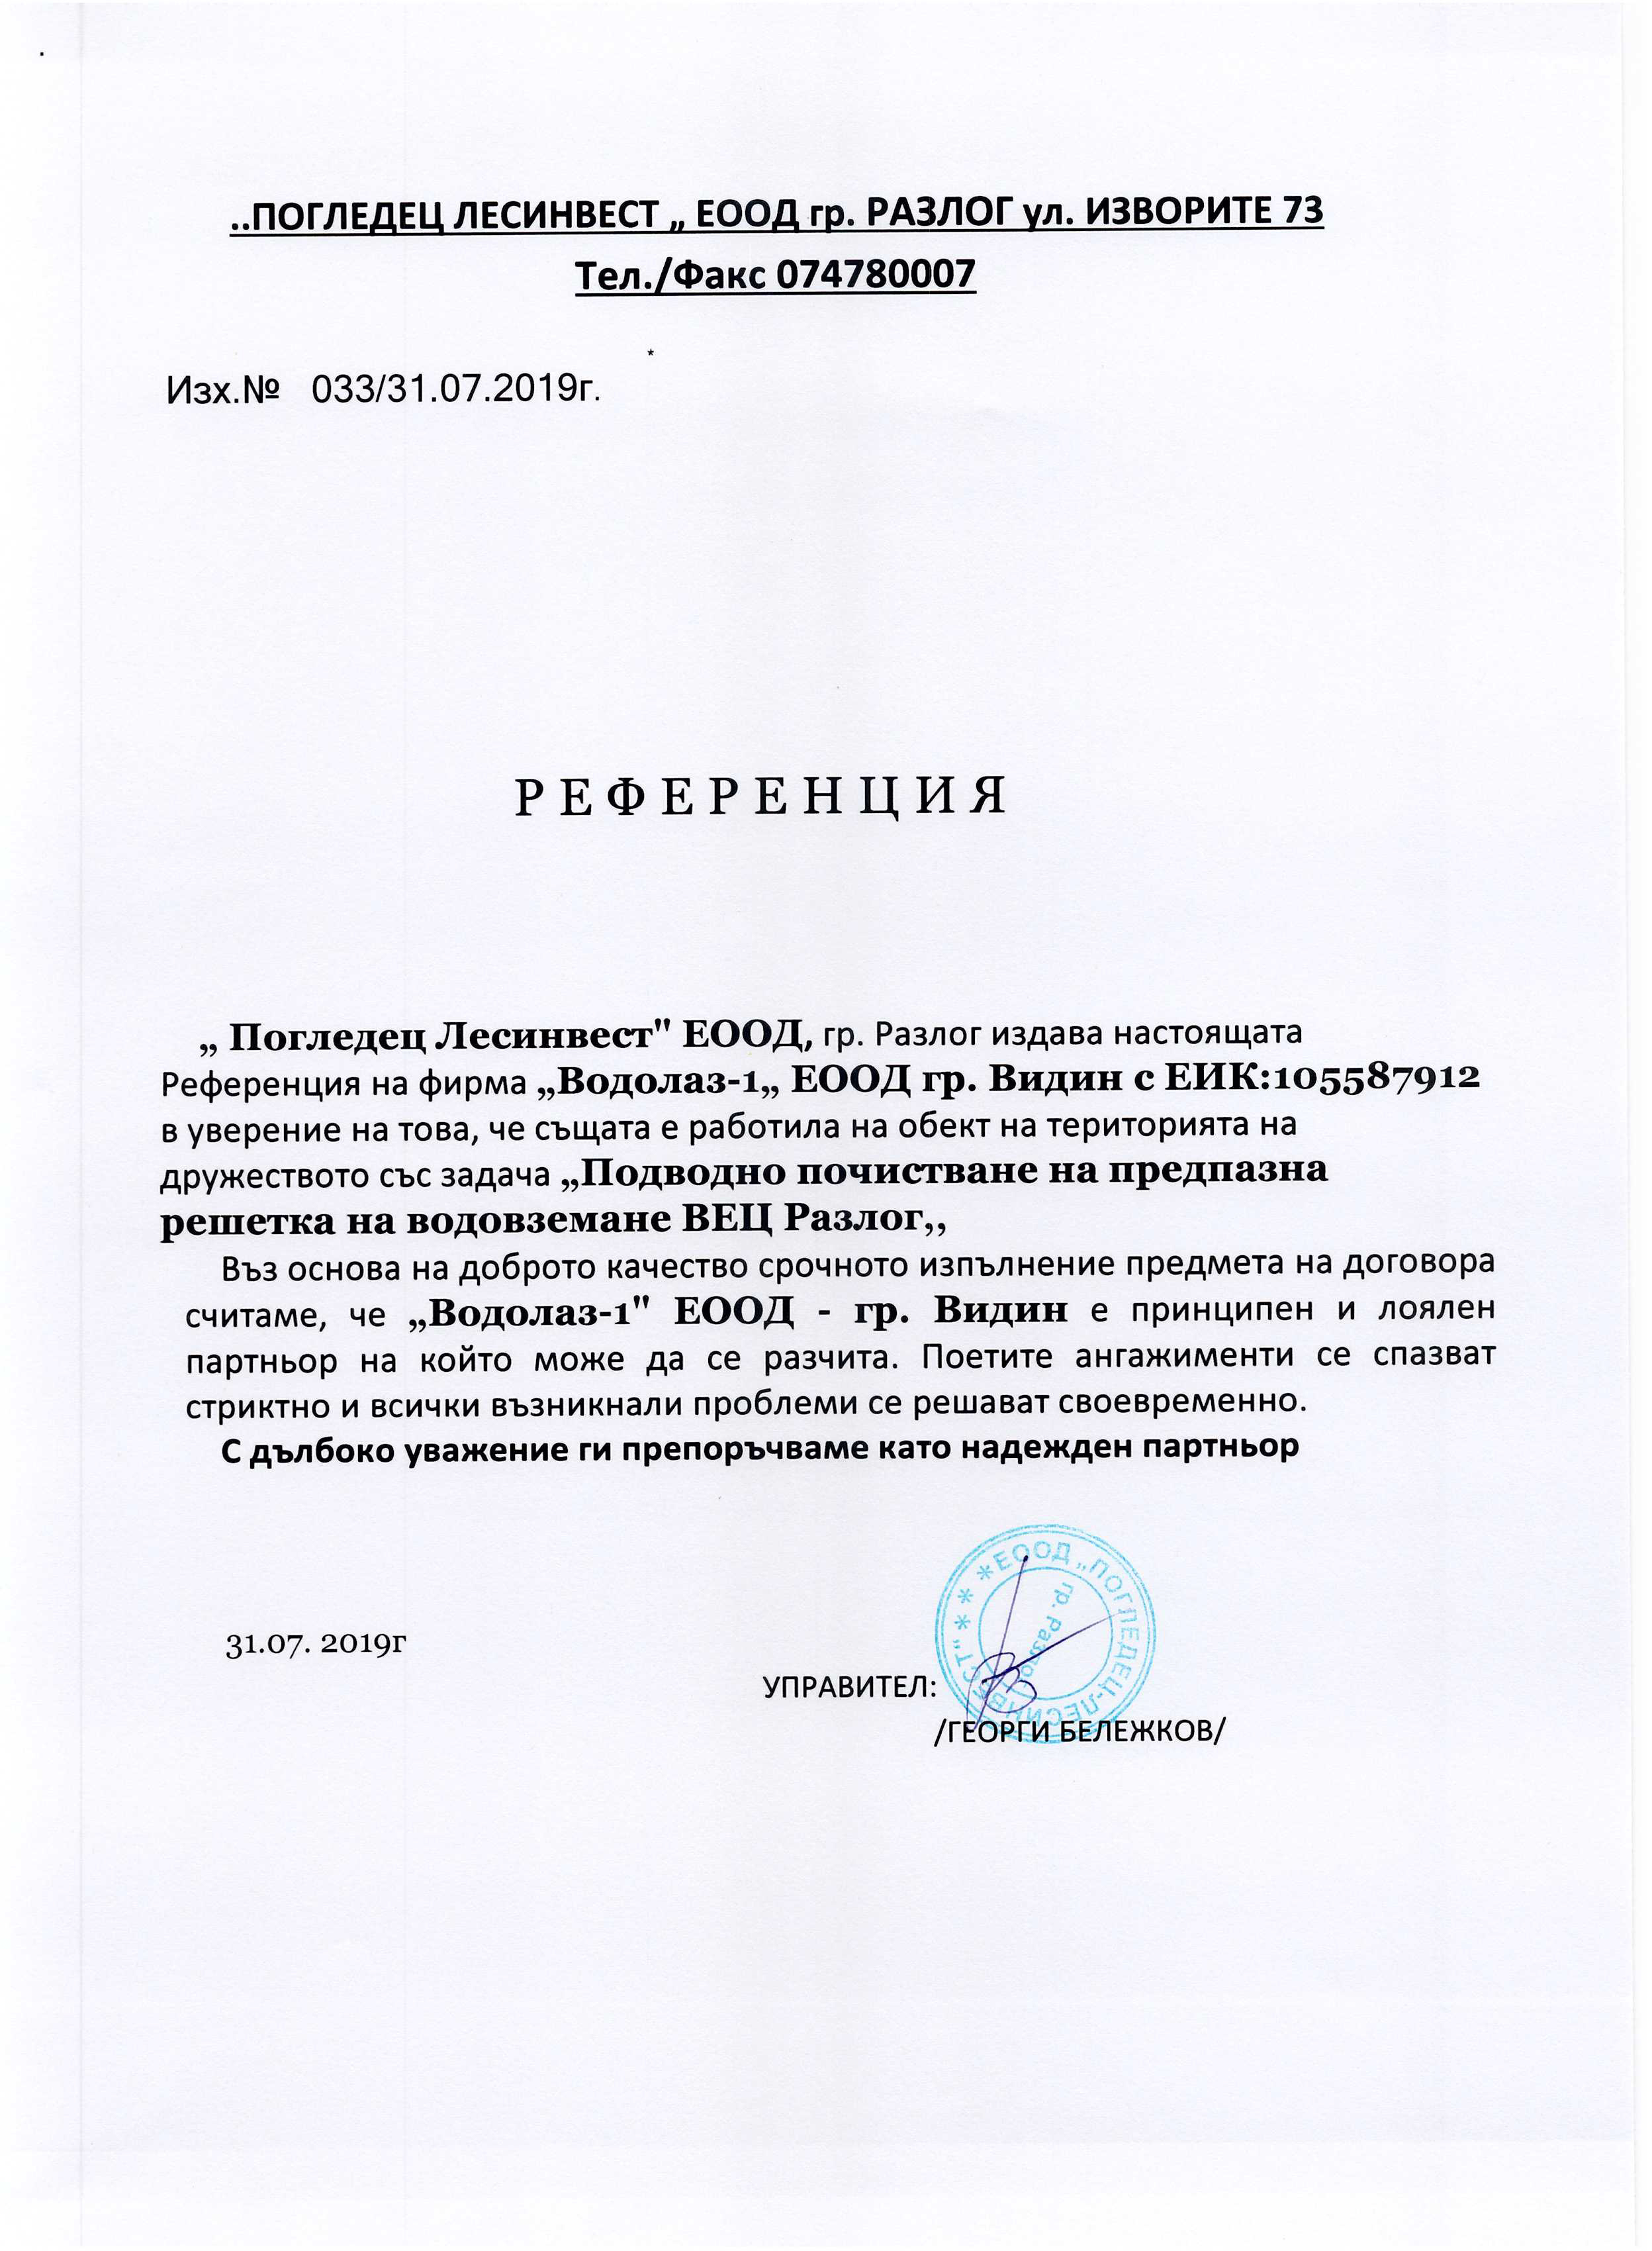 ..ПОГЛЕДЕЦ ЛЕСИНВЕСТ „ ЕООД гр. РАЗЛОГ ул. ИЗВОРИТЕ 73
Тел./Факс 074780007
*
Изх.№ 033/31.07.2019г.
Р Е Ф Е Р Е Н Ц И Я
„ Погледец Лесинвест" ЕООД, гр. Разлог издава настоящата
Референция на фирма „Водолаз-1„ ЕООД гр. Видин с ЕИК:105587912
в уверение на това, че същата е работила на обект на територията на
дружеството със задача „Подводно почистване на предпазна
решетка на водовземане ВЕЦ Разлог,,
Въз основа на доброто качество срочното изпълнение предмета на договора
считаме, че „Водолаз-1" ЕООД - гр. Видин е принципен и лоялен
партньор на който може да се разчита. Поетите ангажименти се спазват
стриктно и всички възникнали проблеми се решават своевременно.
С дълбоко уважение ги препоръчваме като надежден партньор
*ЕООД „ПОГЛЕДЕЦ-ЛЕСИНВЕСТ" * *
гр. Разлог
31.07. 2019г
УПРАВИТЕЛ:
/ГЕОРГИ БЕЛЕЖКОВ/